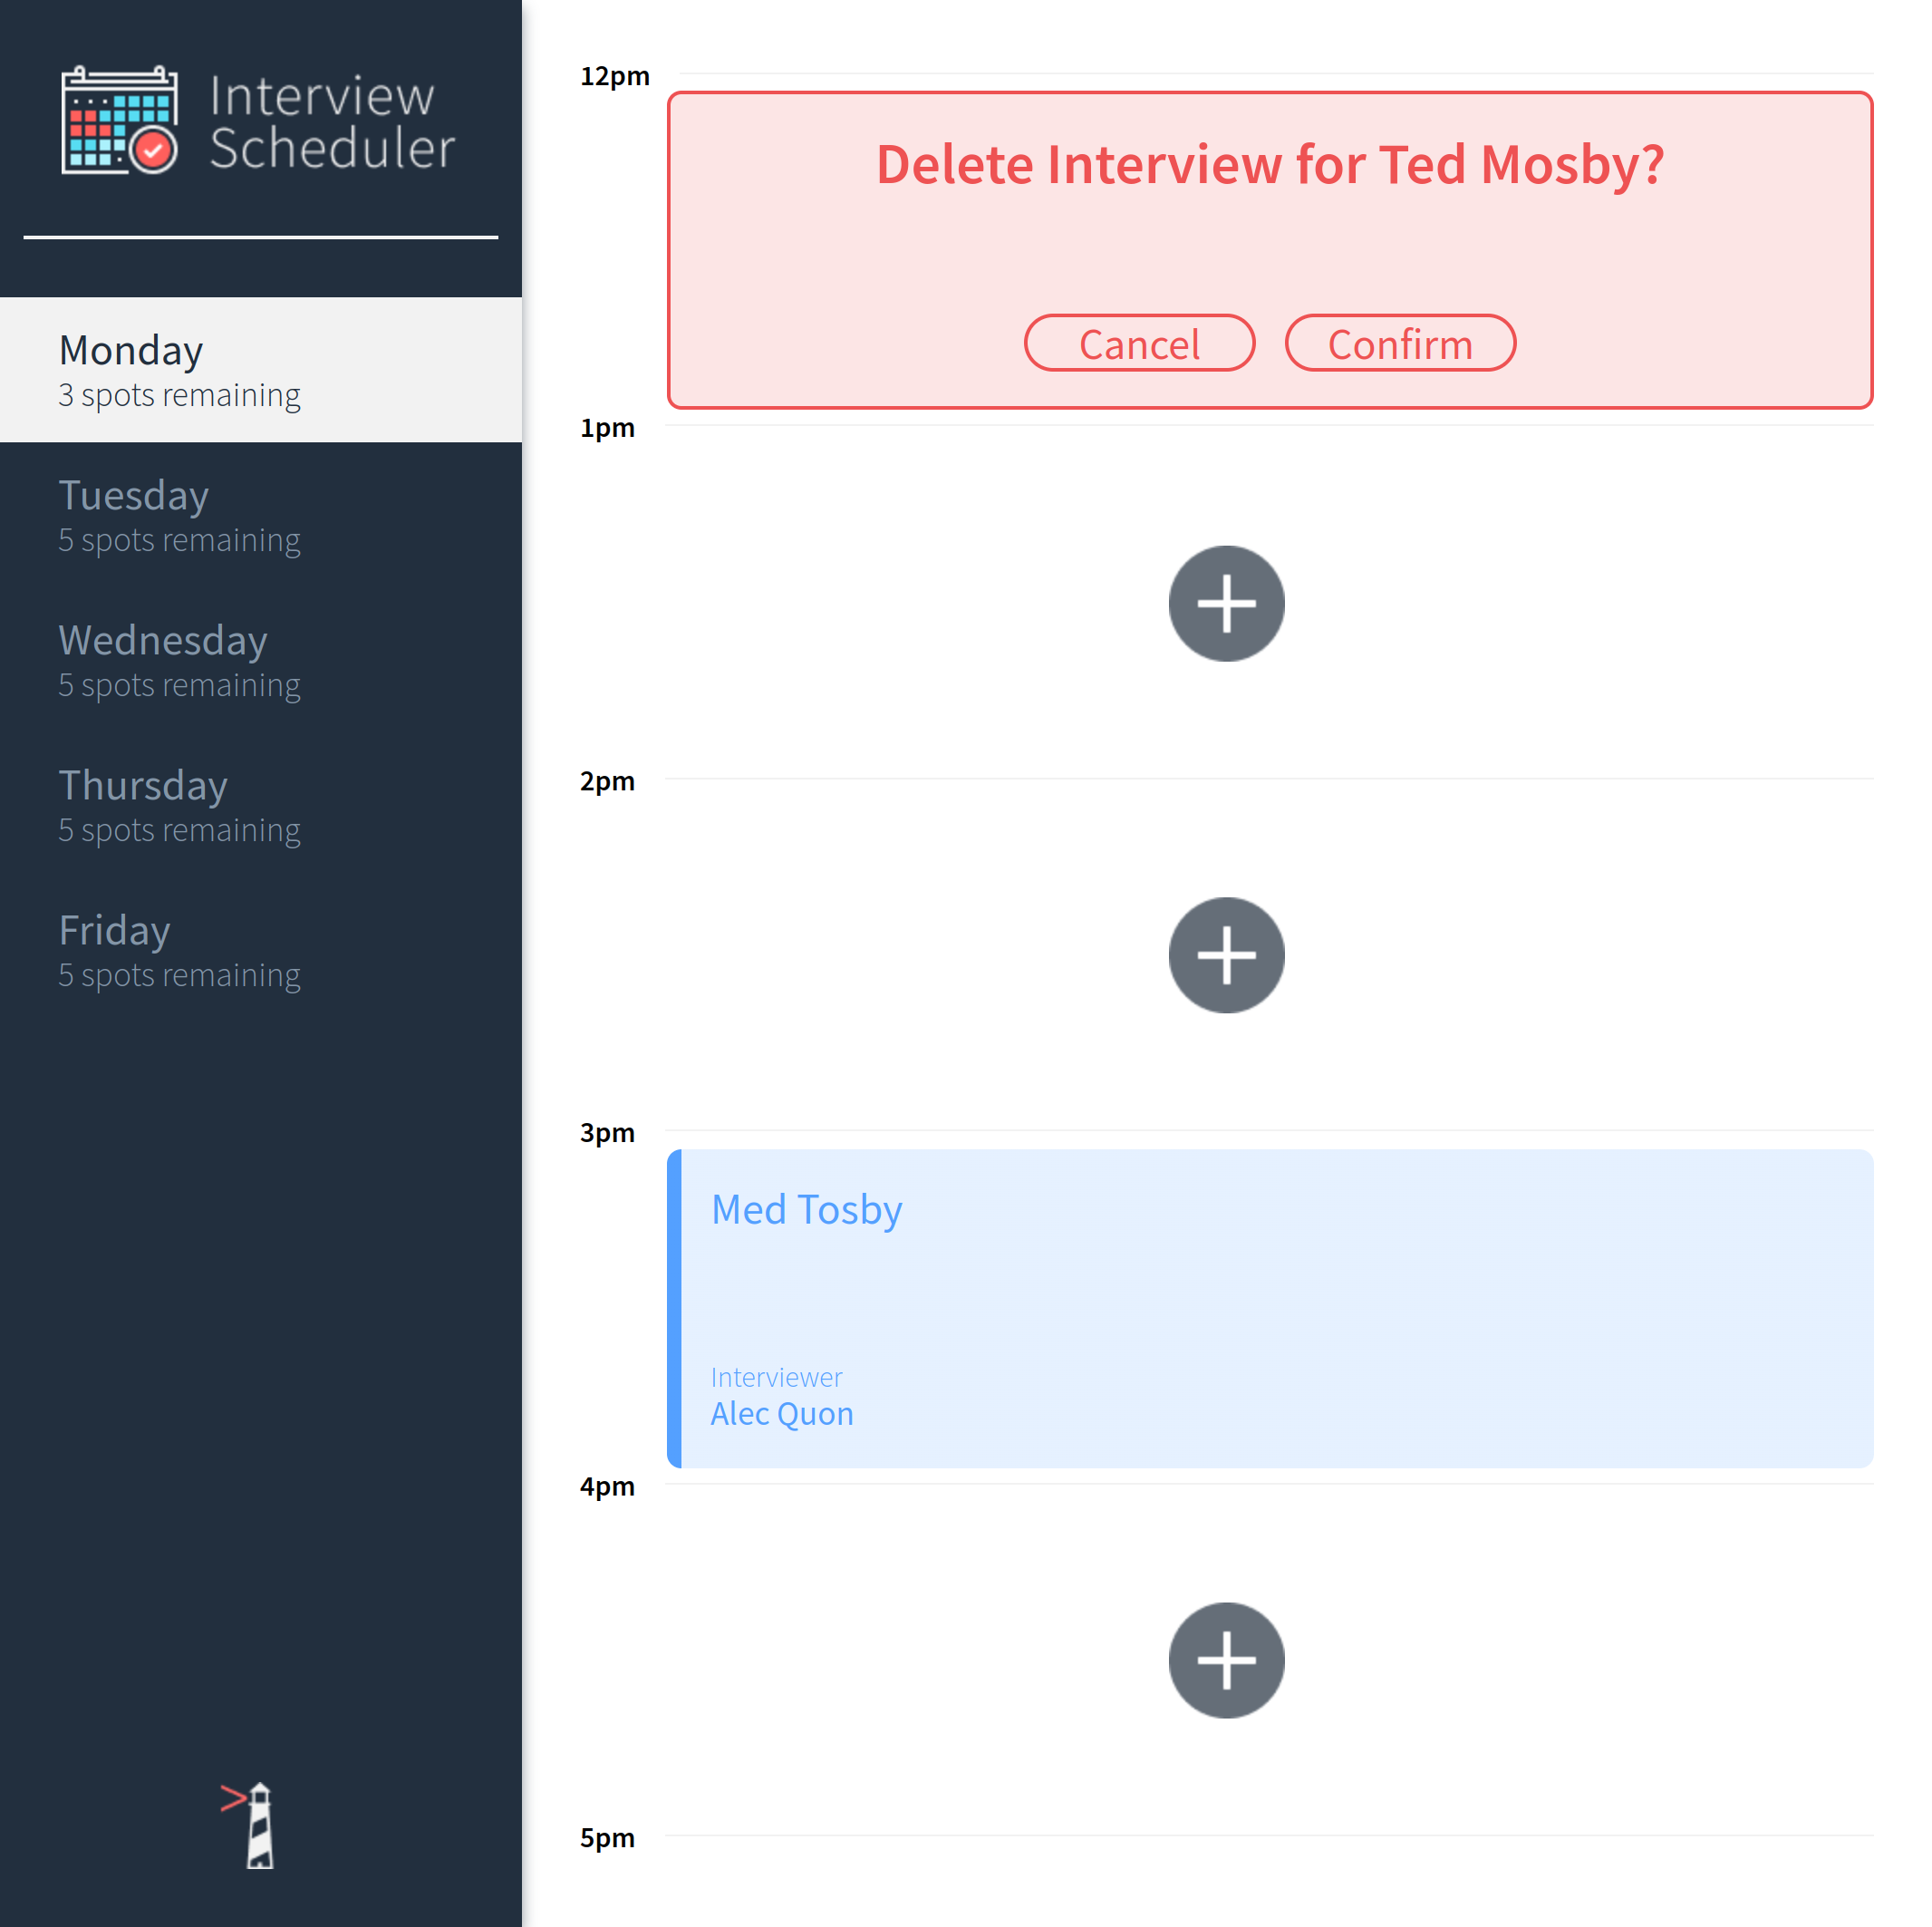 Interview
Scheduler
Monday
3 spots remaining
Tuesday
5 spots remaining
Wednesday
5 spots remaining
Thursday
5 spots remaining
Friday
5 spots remaining
>
12pm
Delete Interview for Ted Mosby?
Cancel Confirm
1pm
2pm
3pm
Med Tosby
Interviewer
Alec Quon
4pm
5pm